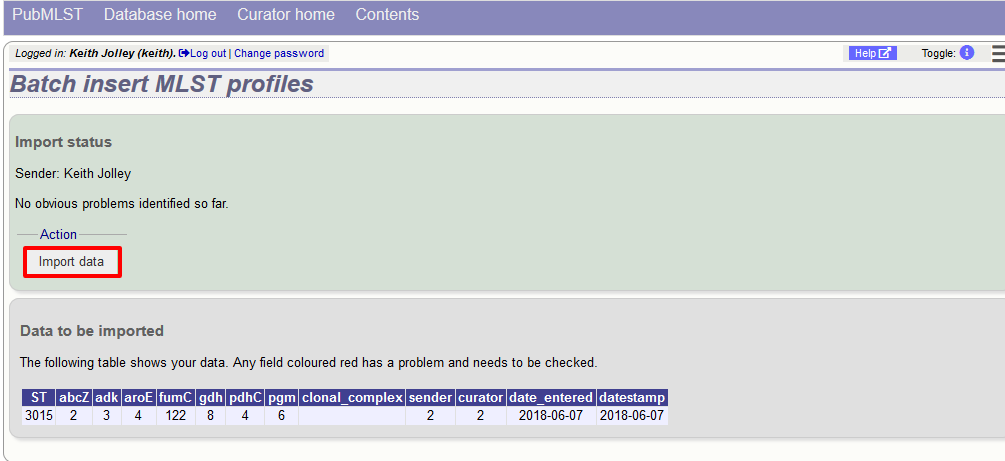 PubMLST Database home Curator home Contents
Logged in: Keith Jolley (keith). Log out | Change password Help Toggle: i
Batch insert MLST profiles
Import status
Sender: Keith Jolley
No obvious problems identified so far.
Action
Import data
Data to be imported
The following table shows your data. Any field coloured red has a problem and needs to be checked.
ST abcZ adk aroE fumC gdh pdhC pgm clonal_complex sender curator date_entered datestamp
3015 2 3 4 122 8 4 6 2 2 2018-06-07 2018-06-07